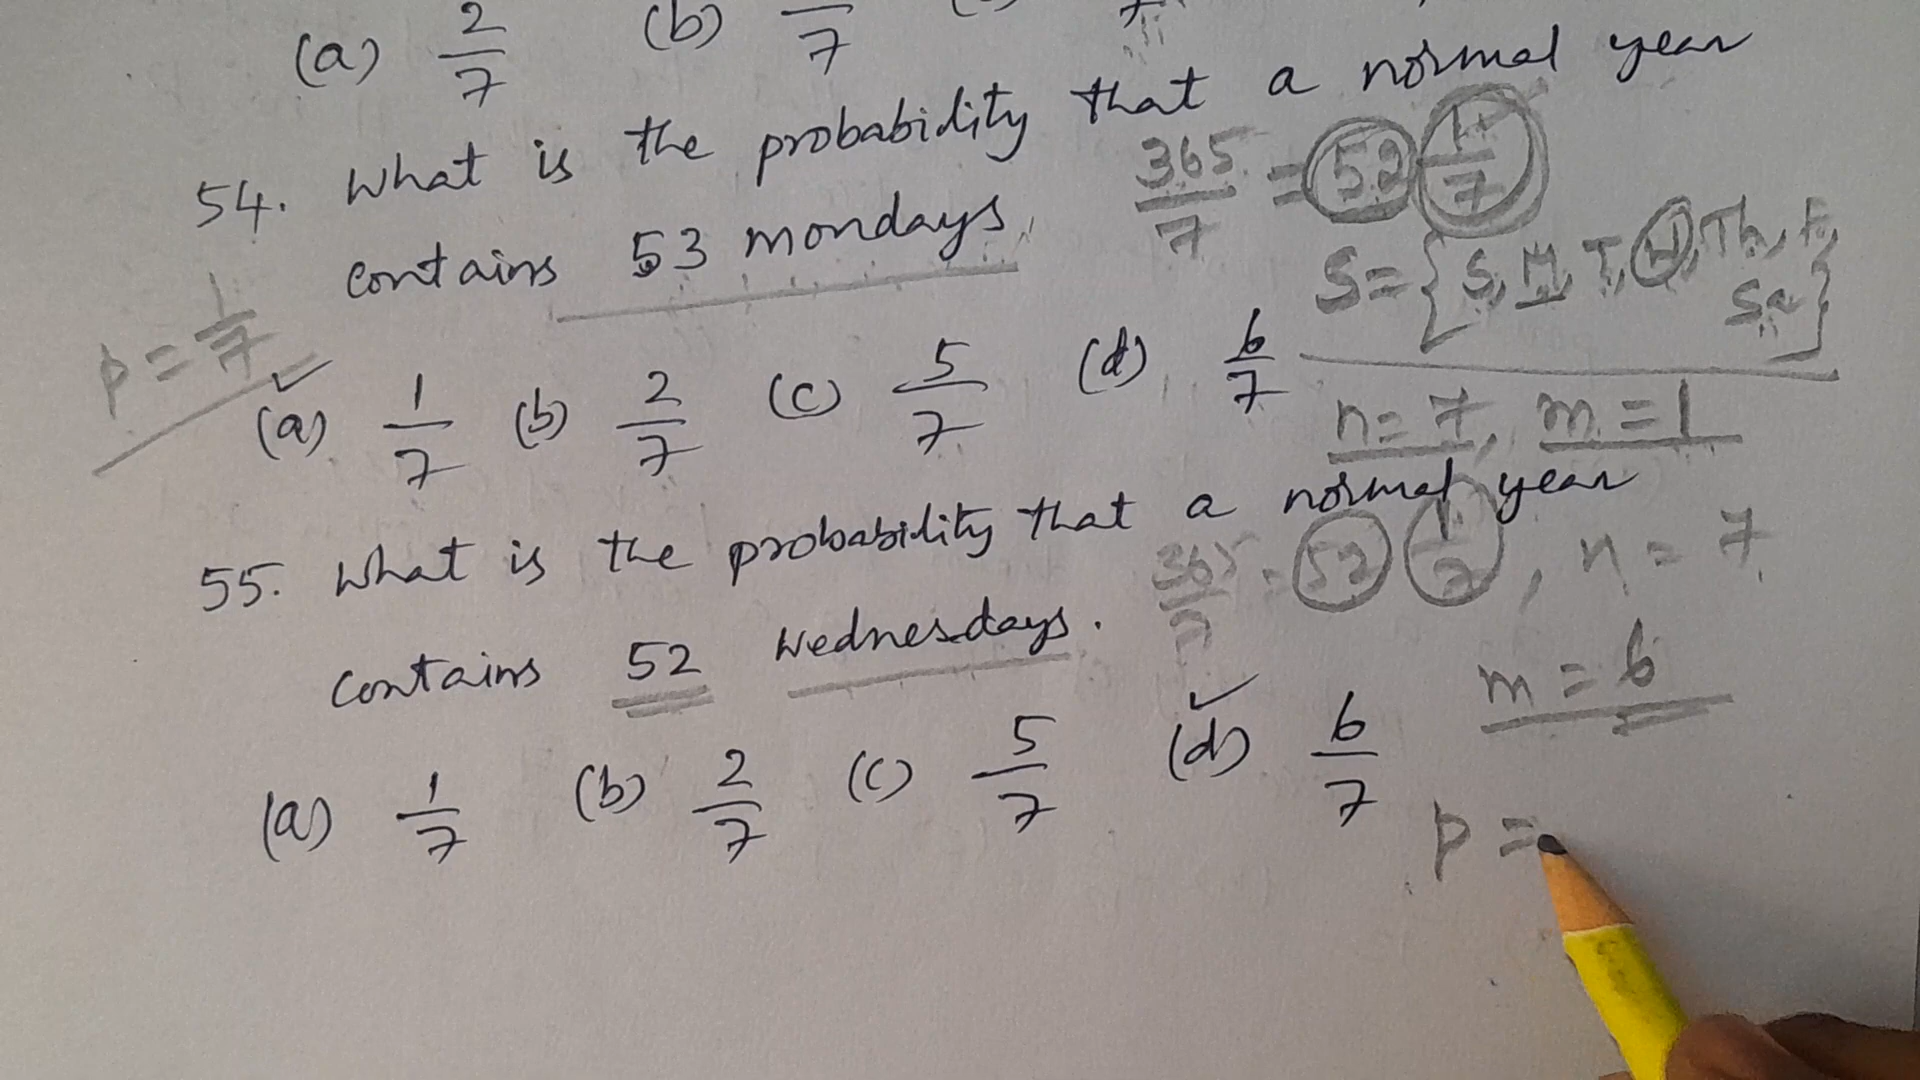 (a) 2/7 (b) /7
54. What is the probability that a normal year
contains 53 mondays.
365/7 = 52 1/7
S = {S, M, T, W, Th, F, Sa}
p = 1/7
(a) 1/7 (b) 2/7 (c) 5/7 (d) 6/7
n = 7, m = 1
55. What is the probability that a normal year
contains 52 Wednesdays.
365/7 = 52 1/7, n = 7
m = 6
(a) 1/7 (b) 2/7 (c) 5/7 (d) 6/7
p =